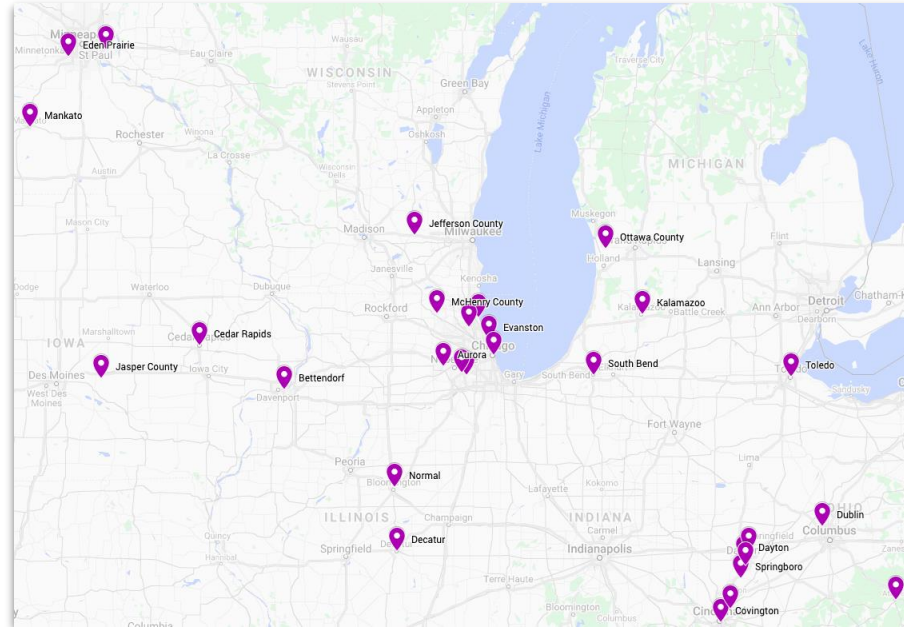 Eden Prairie
St Paul
Eau Claire
Wausau
WISCONSIN
Stevens Point
Green Bay
Traverse City
Lake Huron
Mankato
Rochester
Winona
Appleton
Oshkosh
Lake Michigan
La Crosse
Austin
Wisconsin
Dells
MICHIGAN
Mason City
Madison
Jefferson County
Milwaukee
Muskegon
Ottawa County
Flint
Holland
Lansing
Janesville
Kenosha
Dodge
Waterloo
Dubuque
Rockford
McHenry County
Kalamazoo
Battle Creek
Ann Arbor
Detroit
Chatham-K
Dearborn
Marshalltown
Cedar Rapids
Evanston
IOWA
Chicago
Aurora
Jasper County
Iowa City
Des Moines
West Des
Moines
Bettendorf
Davenport
Gary
South Bend
South Bend
Toledo
Sandusky
Fort Wayne
Peoria
Normal
Bloomington
Lima
Lafayette
Kokomo
ILLINOIS
Champaign
INDIANA
Carmel
Dublin
OHIO
Columbus
Quincy
Hannibal
Decatur
Springfield
Indianapolis
Dayton
Springboro
Zanes
Terre Haute
Bloomington
Covington
Columbia